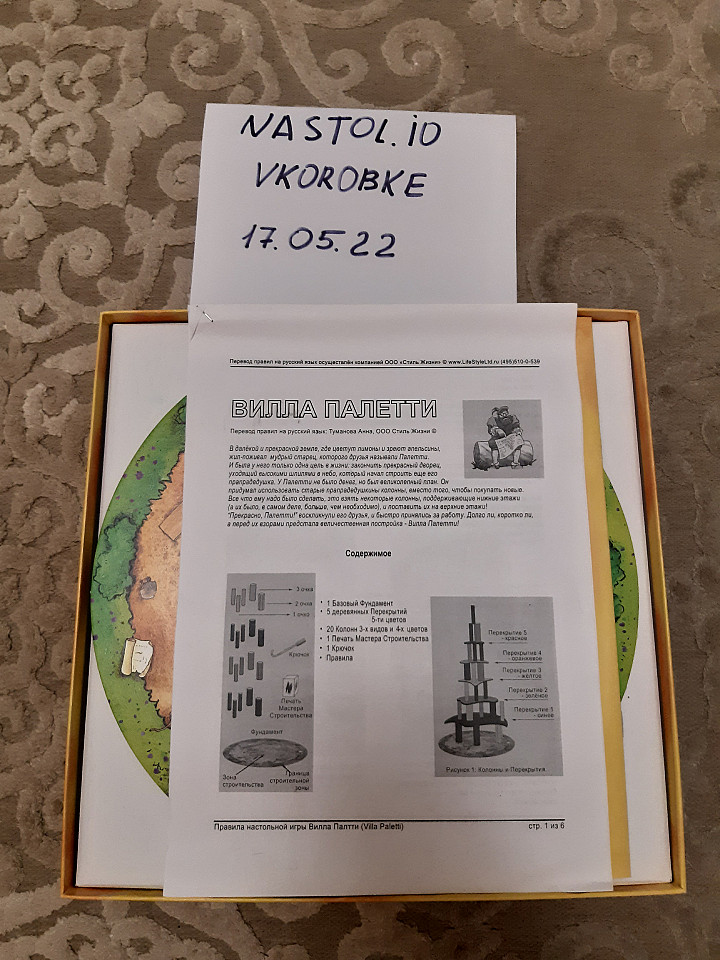 NASTOL.IO
VKOROBKE
17.05.22
Перевод правил на русский язык осуществлён компанией ООО «Стиль Жизни» © www.LifeStyleLtd.ru (495)510-0-539
ВИЛЛА ПАЛЕТТИ
Перевод правил на русский язык: Туманова Анна, ООО Стиль Жизни ©
В далёкой и прекрасной земле, где цветут лимоны и зреют апельсины,
жил-поживал мудрый старец, которого друзья называли Палетти.
И была у него только одна цель в жизни: закончить прекрасный дворец,
уходящий высокими шпилями в небо, который начал строить еще его
прапрадедушка. У Палетти не было денег, но был великолепный план. Он
придумал использовать старые прапрадедушкины колонны, вместо того, чтобы покупать новые.
Все что ему надо было сделать, это взять некоторые колонны, поддерживающие нижние этажи
(а их было, в самом деле, больше, чем необходимо), и поставить их на верхние этажи!
"Прекрасно, Палетти!" воскликнули его друзья, и быстро принялись за работу. Долго ли, коротко ли,
а перед их взорами предстала величественная постройка - Вилла Палетти!
Содержимое
3 очка
2 очка
1 очко
Крючок
Печать
Мастера
Строительства
Фундамент
Зона
строительства
Граница
строительной
зоны
• 1 Базовый Фундамент
• 5 деревянных Перекрытий
5-ти цветов
• 20 Колонн 3-х видов и 4-х цветов
• 1 Печать Мастера Строительства
• 1 Крючок
• Правила
Перекрытие 5
- красное
Перекрытие 4
- оранжевое
Перекрытие 3
- желтое
Перекрытие 2
- зелёное
Перекрытие 1
- синее
Рисунок 1: Колонны и Перекрытия
Правила настольной игры Вилла Палтти (Villa Paletti)
стр. 1 из 6